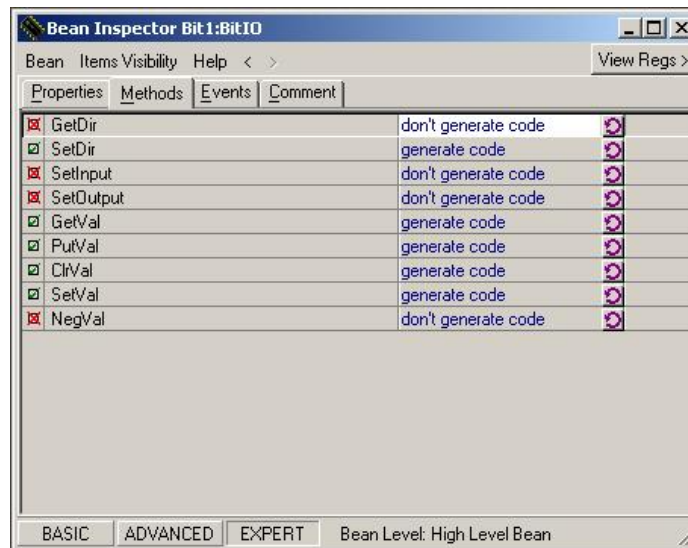 Bean Inspector Bit1:BitIO
Bean Items Visibility Help < > View Regs >
Properties Methods Events Comment
GetDir don't generate code
SetDir generate code
SetInput don't generate code
SetOutput don't generate code
GetVal generate code
PutVal generate code
ClrVal generate code
SetVal generate code
NegVal don't generate code
BASIC ADVANCED EXPERT Bean Level: High Level Bean